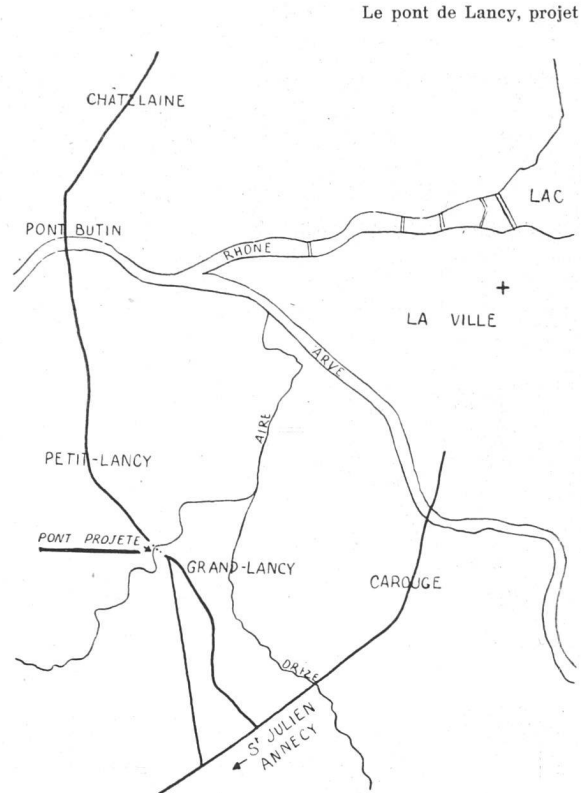 Le pont de Lancy, projet
CHATELAINE
LAC
PONT BUTIN
RHONE
LA VILLE
ARVE
AIRE
PETIT-LANCY
PONT PROJETE
GRAND-LANCY
CAROUGE
DRIZE
St JULIEN
ANNECY